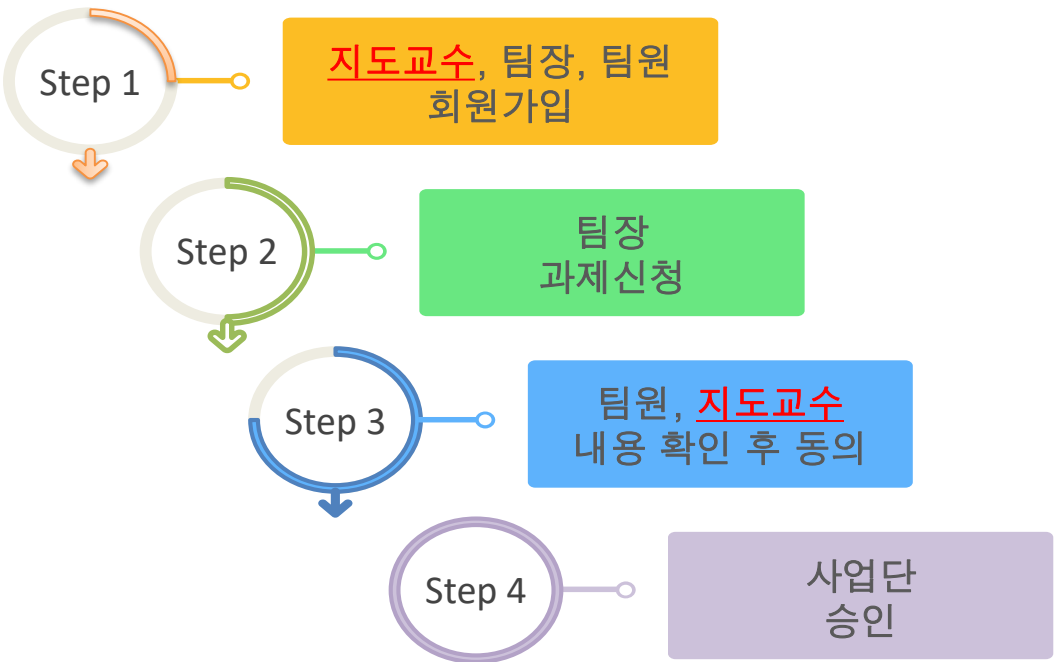 Step 1
지도교수, 팀장, 팀원
회원가입
Step 2
팀장
과제신청
Step 3
팀원, 지도교수
내용 확인 후 동의
Step 4
사업단
승인